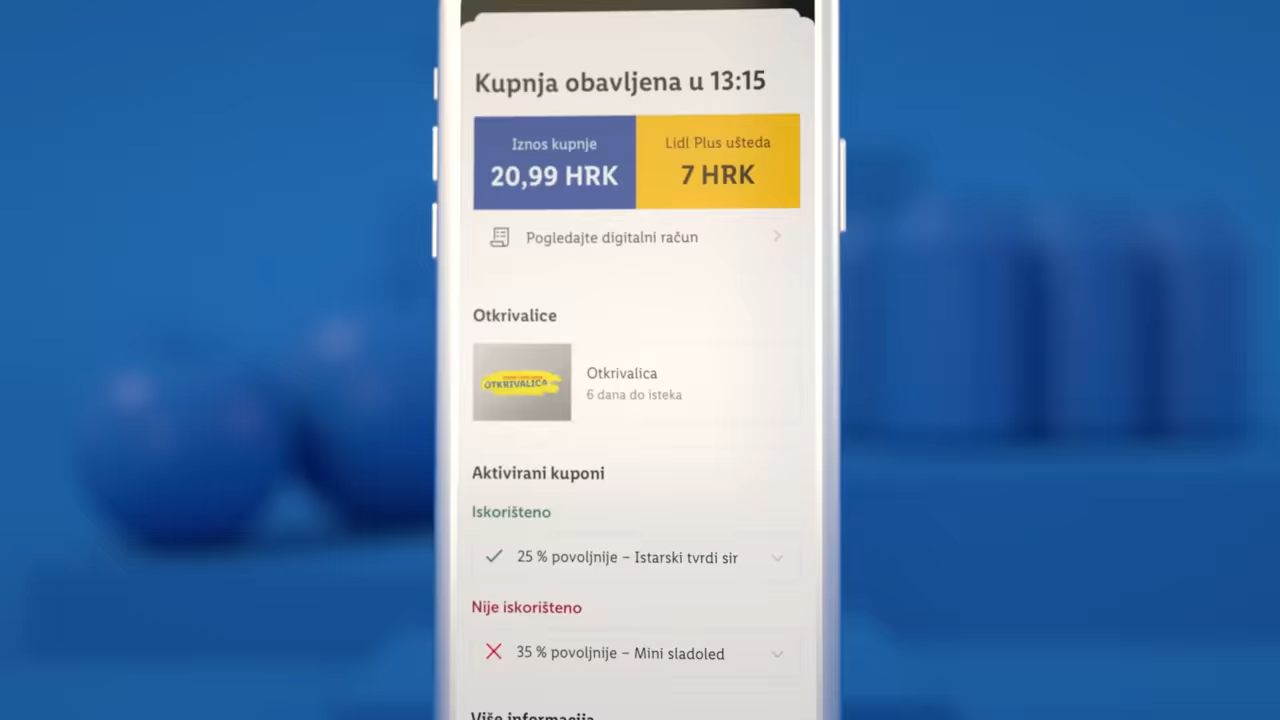 Kupnja obavljena u 13:15
Iznos kupnje
20,99 HRK
Lidl Plus ušteda
7 HRK
Pogledajte digitalni račun
Otkrivalice
OTKRIVALICA
Otkrivalica
6 dana do isteka
Aktivirani kuponi
Iskorišteno
25 % povoljnije – Istarski tvrdi sir
Nije iskorišteno
35 % povoljnije – Mini sladoled
Više informacija